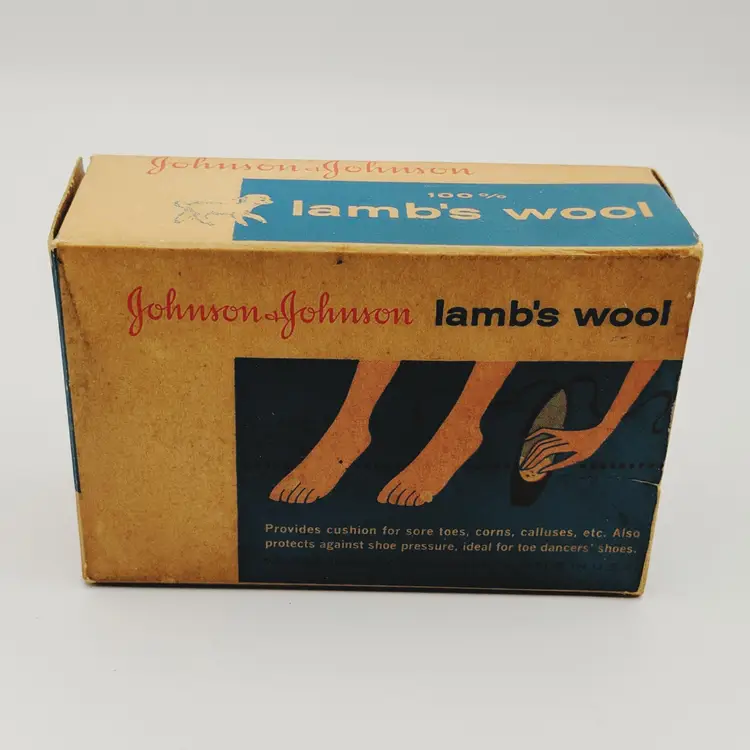 Johnson & Johnson
100%
lamb's wool
Johnson & Johnson lamb's wool
Provides cushion for sore toes, corns, calluses, etc. Also
protects against shoe pressure, ideal for toe dancers' shoes.